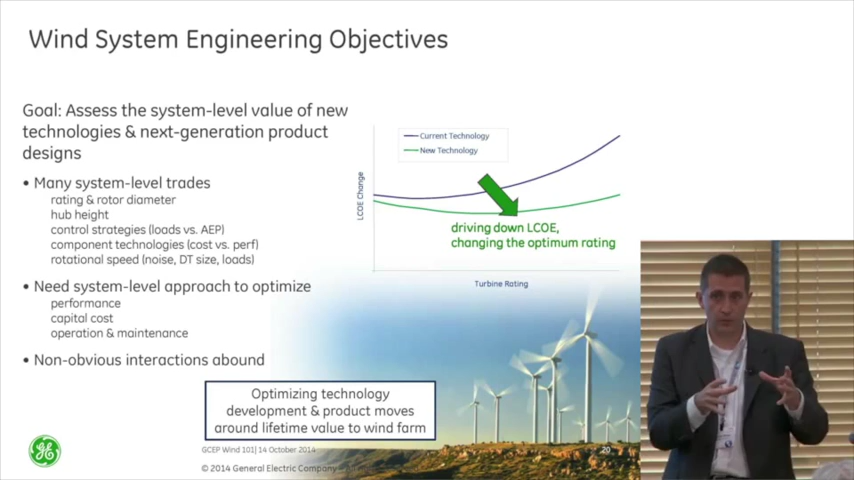 Wind System Engineering Objectives
Goal: Assess the system-level value of new
technologies & next-generation product
designs
• Many system-level trades
rating & rotor diameter
hub height
control strategies (loads vs. AEP)
component technologies (cost vs. perf)
rotational speed (noise, DT size, loads)
• Need system-level approach to optimize
performance
capital cost
operation & maintenance
• Non-obvious interactions abound
Current Technology
New Technology
LCOE Change
driving down LCOE,
changing the optimum rating
Turbine Rating
Optimizing technology
development & product moves
around lifetime value to wind farm
GCEP Wind 101| 14 October 2014
20
© 2014 General Electric Company